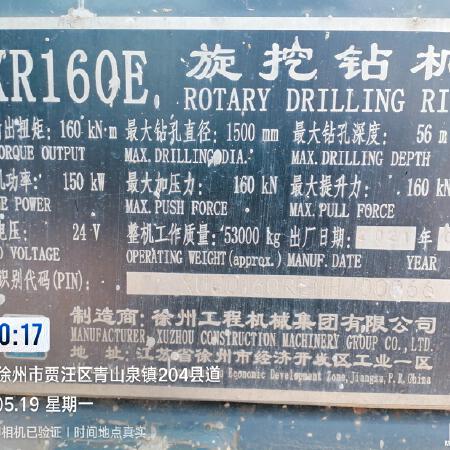 XR160E 旋挖钻机
ROTARY DRILLING RI
出扭矩: 160 kN·m 最大钻孔直径: 1500 mm 最大钻孔深度: 56 m
ORQUE OUTPUT MAX. DRILLING DIA. MAX. DRILLING DEPTH
功率: 150 kW 最大加压力: 160 kN 最大提升力: 160 kN
E POWER MAX. PUSH FORCE MAX. PULL FORCE
电压: 24 V 整机工作质量: 53000 kg 出厂日期: 年
D VOLTAGE OPERATING WEIGHT (approx.) MANUF. DATE YEAR
识别代码(PIN):
制造商: 徐州工程机械集团有限公司
MANUFACTURER: XUZHOU CONSTRUCTION MACHINERY GROUP CO., LTD.
地 址: 江苏省徐州市经济开发区工业一区
Economic Development Zone, Jiangsu, P. R. China
0:17
徐州市贾汪区青山泉镇204县道
05.19 星期一
相机已验证 | 时间地点真实